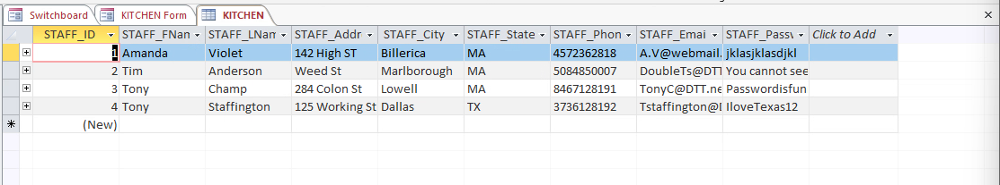 Switchboard KITCHEN Form KITCHEN
STAFF_ID STAFF_FNan STAFF_LNam STAFF_Addr STAFF_City STAFF_State STAFF_Phon STAFF_Emai STAFF_Passw Click to Add
1 Amanda Violet 142 High ST Billerica MA 4572362818 A.V@webmail. jklasjklasdjkl
2 Tim Anderson Weed St Marlborough MA 5084850007 DoubleTs@DTT You cannot see
3 Tony Champ 284 Colon St Lowell MA 8467128191 TonyC@DTT.ne Passwordisfun
4 Tony Staffington 125 Working St Dallas TX 3736128192 Tstaffington@D IloveTexas12
(New)